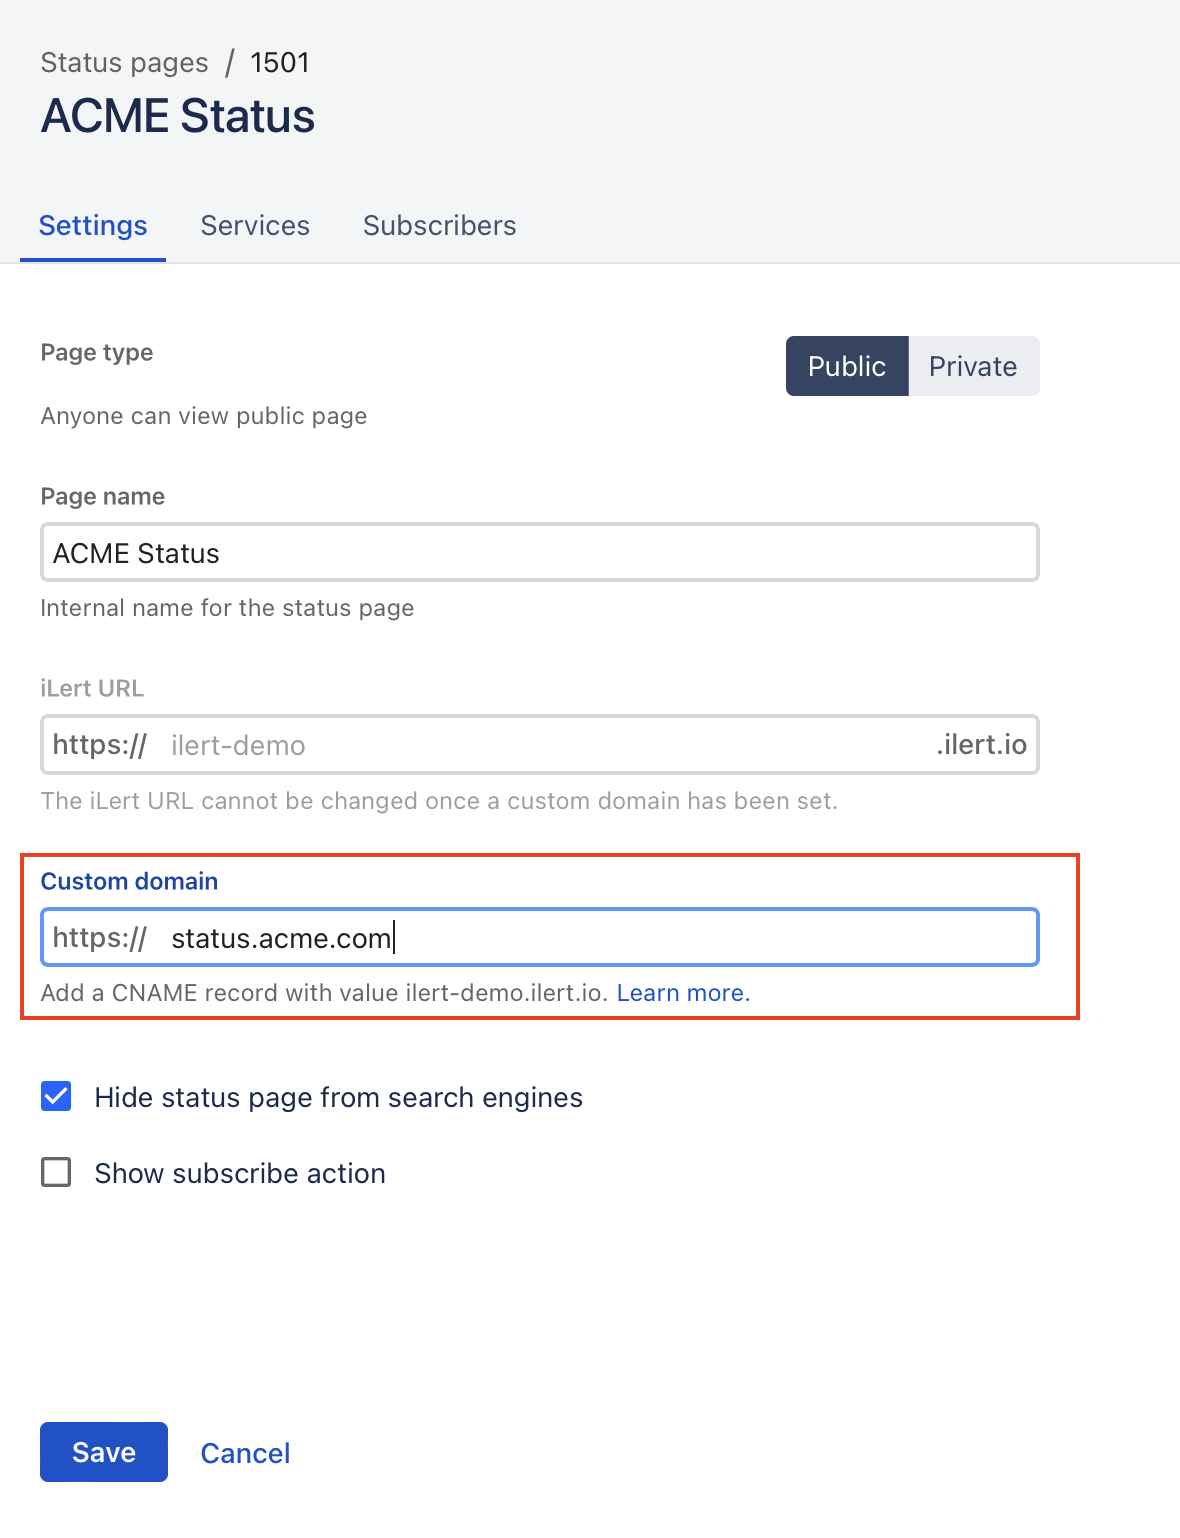 Status pages / 1501
ACME Status
Settings Services Subscribers
Page type
Public Private
Anyone can view public page
Page name
ACME Status
Internal name for the status page
iLert URL
https:// ilert-demo .ilert.io
The iLert URL cannot be changed once a custom domain has been set.
Custom domain
https:// status.acme.com
Add a CNAME record with value ilert-demo.ilert.io. Learn more.
Hide status page from search engines
Show subscribe action
Save Cancel